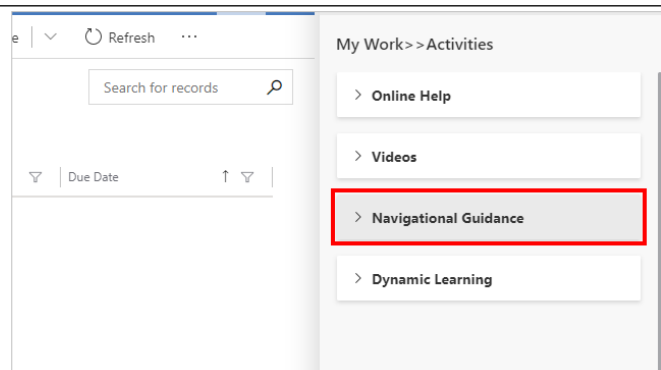 e
Refresh
...
Search for records
Due Date
My Work>>Activities
Online Help
Videos
Navigational Guidance
Dynamic Learning